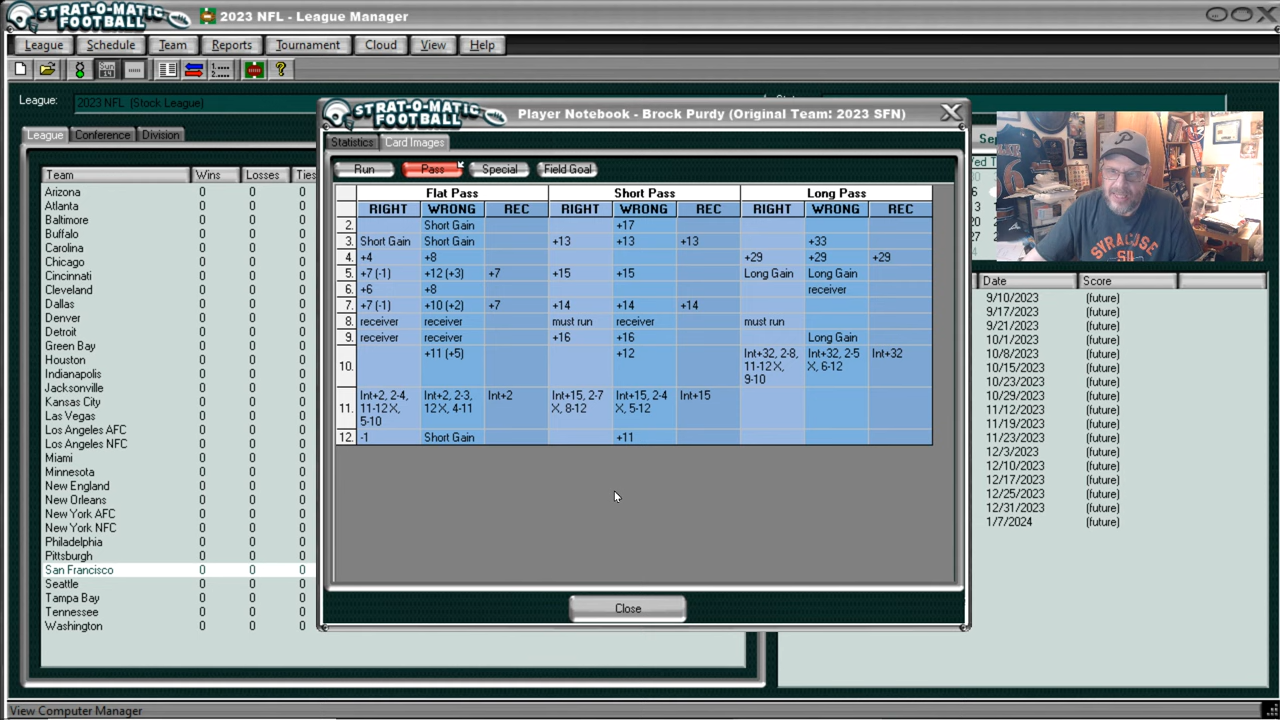 STRAT-O-MATIC FOOTBALL 2023 NFL - League Manager
League Schedule Team Reports Tournament Cloud View Help
League: 2023 NFL (Stock League)
League Conference Division
Team Wins Losses Ties
Arizona 0 0 0
Atlanta 0 0 0
Baltimore 0 0 0
Buffalo 0 0 0
Carolina 0 0 0
Chicago 0 0 0
Cincinnati 0 0 0
Cleveland 0 0 0
Dallas 0 0 0
Denver 0 0 0
Detroit 0 0 0
Green Bay 0 0 0
Houston 0 0 0
Indianapolis 0 0 0
Jacksonville 0 0 0
Kansas City 0 0 0
Las Vegas 0 0 0
Los Angeles AFC 0 0 0
Los Angeles NFC 0 0 0
Miami 0 0 0
Minnesota 0 0 0
New England 0 0 0
New Orleans 0 0 0
New York AFC 0 0 0
New York NFC 0 0 0
Philadelphia 0 0 0
Pittsburgh 0 0 0
San Francisco 0 0 0
Seattle 0 0 0
Tampa Bay 0 0 0
Tennessee 0 0 0
Washington 0 0 0
STRAT-O-MATIC FOOTBALL Player Notebook - Brock Purdy (Original Team: 2023 SFN)
Statistics Card Images
Run Pass Special Field Goal
Flat Pass Short Pass Long Pass
RIGHT WRONG REC RIGHT WRONG REC RIGHT WRONG REC
2. Short Gain +17
3. Short Gain Short Gain +13 +13 +13 +33
4. +4 +8 +29 +29 +29
5. +7 (-1) +12 (+3) +7 +15 +15 Long Gain Long Gain
6. +6 +8 receiver
7. +7 (-1) +10 (+2) +7 +14 +14 +14
8. receiver receiver must run receiver must run
9. receiver receiver +16 +16 Long Gain
10. +11 (+5) +12 Int+32, 2-8, 11-12 X, 9-10 Int+32, 2-5 X, 6-12 Int+32
11. Int+2, 2-4, 11-12 X, 5-10 Int+2, 2-3, 12 X, 4-11 Int+2 Int+15, 2-7 X, 8-12 Int+15, 2-4 X, 5-12 Int+15
12. -1 Short Gain +11
Close
SYRACUSE
Date Score
9/10/2023 (future)
9/17/2023 (future)
9/21/2023 (future)
10/1/2023 (future)
10/8/2023 (future)
10/15/2023 (future)
10/23/2023 (future)
10/29/2023 (future)
11/12/2023 (future)
11/19/2023 (future)
11/23/2023 (future)
12/3/2023 (future)
12/10/2023 (future)
12/17/2023 (future)
12/25/2023 (future)
12/31/2023 (future)
1/7/2024 (future)
View Computer Manager